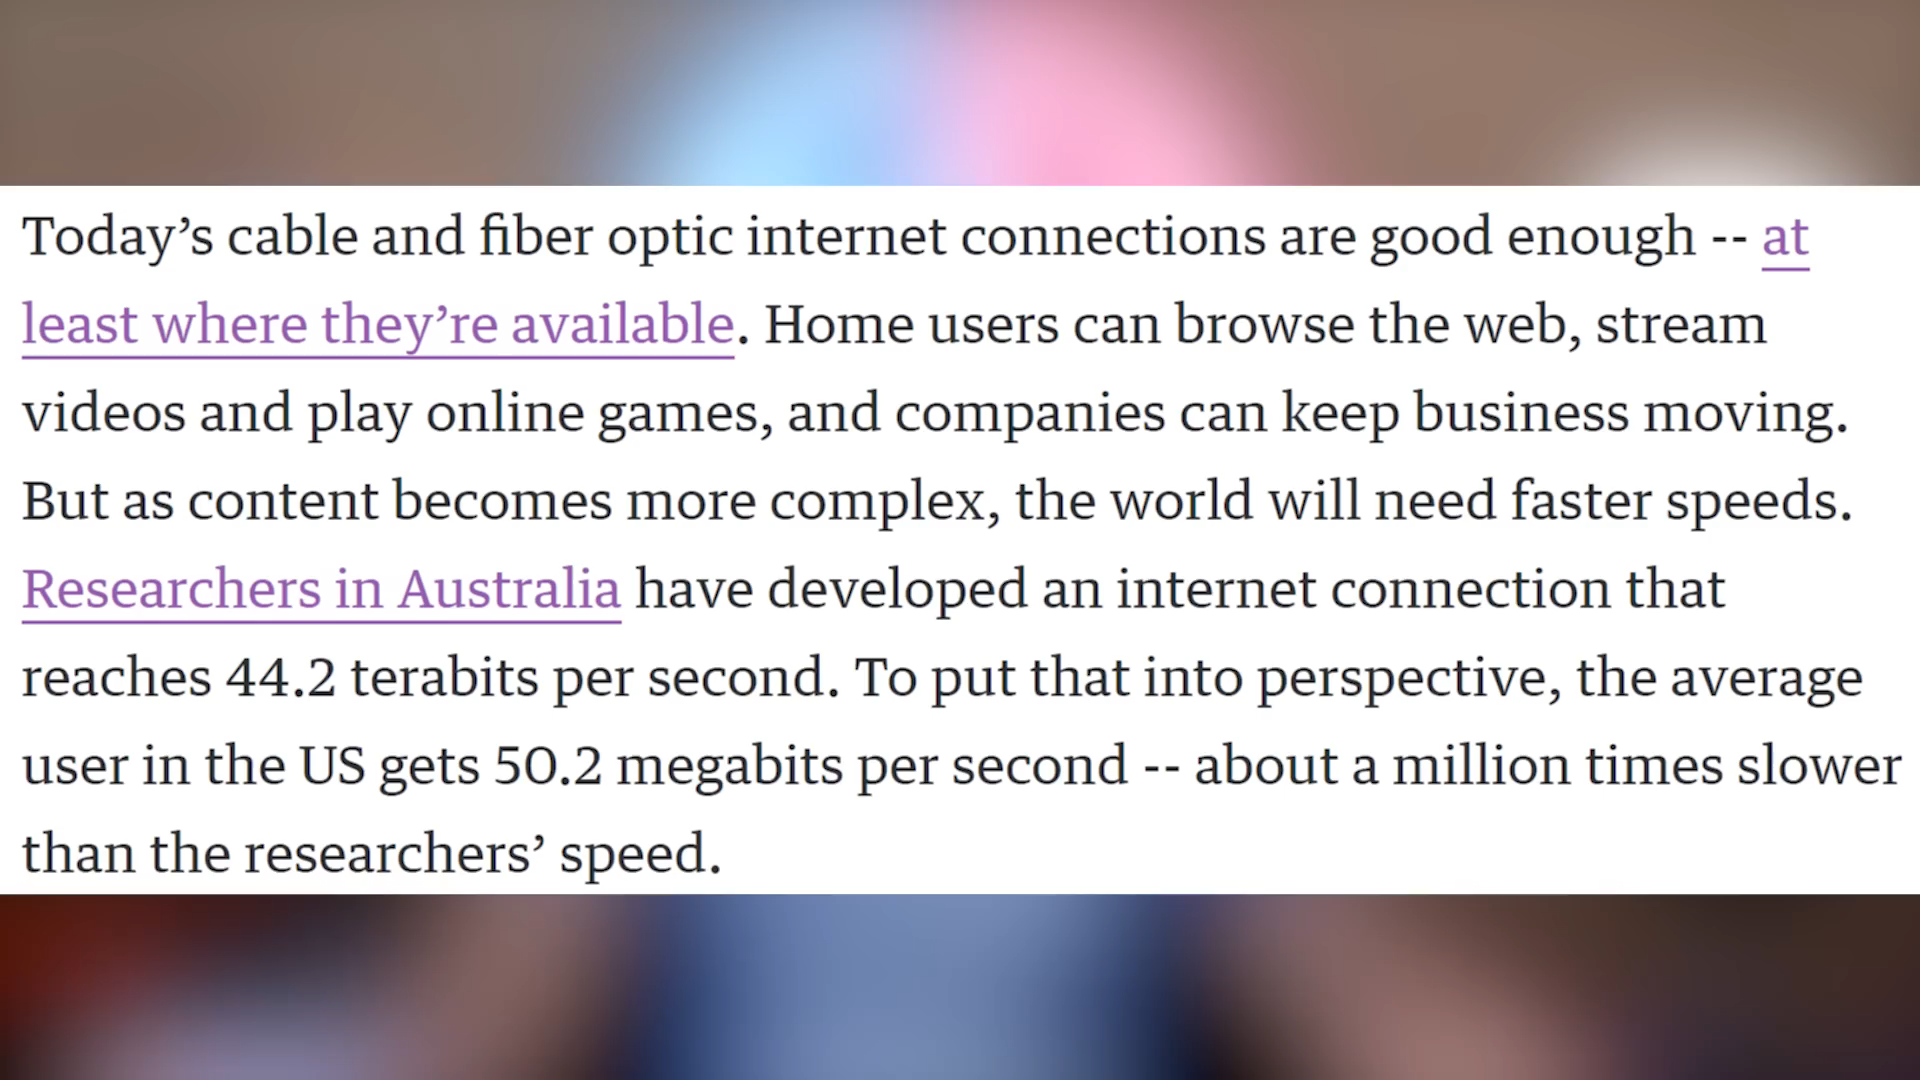 Today’s cable and fiber optic internet connections are good enough -- at
least where they’re available. Home users can browse the web, stream
videos and play online games, and companies can keep business moving.
But as content becomes more complex, the world will need faster speeds.
Researchers in Australia have developed an internet connection that
reaches 44.2 terabits per second. To put that into perspective, the average
user in the US gets 50.2 megabits per second -- about a million times slower
than the researchers’ speed.